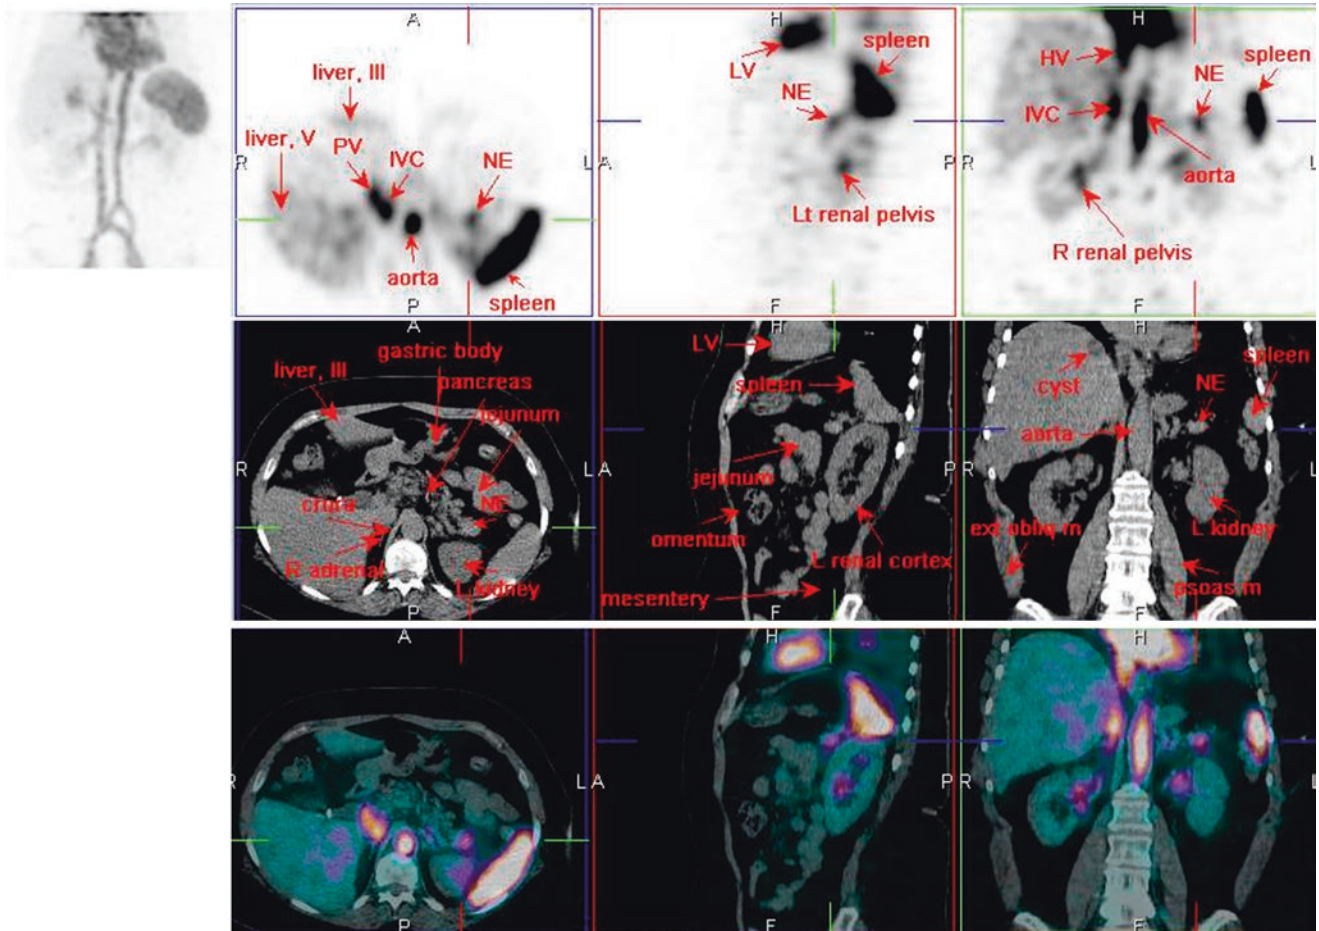 A
liver, III
liver, V
PV
IVC
NE
R
L
aorta
spleen
P
H
LV
spleen
NE
A
P
Lt renal pelvis
F
H
HV
NE
spleen
IVC
R
L
aorta
R renal pelvis
F
A
gastric body
liver, III
pancreas
jejunum
R
L
crura
NE
R adrenal
L kidney
P
H
LV
spleen
A
P
jejunum
omentum
L renal cortex
mesentery
F
H
spleen
cyst
NE
aorta
R
L
ext obliq m
L kidney
psoas m
F
A
R
L
P
H
A
P
F
H
R
L
F